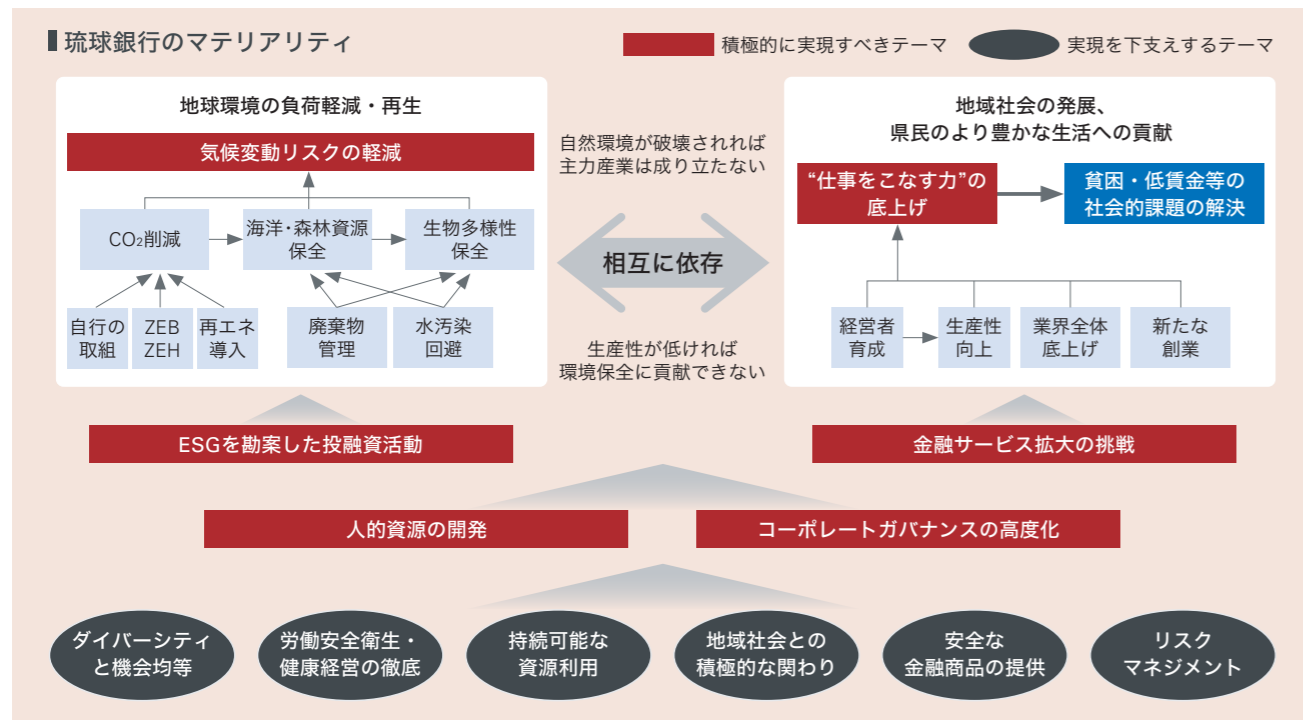 琉球銀行のマテリアリティ
積極的に実現すべきテーマ
実現を下支えするテーマ
地球環境の負荷軽減・再生
気候変動リスクの軽減
CO₂削減
海洋・森林資源
保全
生物多様性
保全
自行の
取組
ZEB
ZEH
再エネ
導入
廃棄物
管理
水汚染
回避
自然環境が破壊されれば
主力産業は成り立たない
相互に依存
生産性が低ければ
環境保全に貢献できない
地域社会の発展、
県民のより豊かな生活への貢献
“仕事をこなす力”の
底上げ
貧困・低賃金等の
社会的課題の解決
経営者
育成
生産性
向上
業界全体
底上げ
新たな
創業
ESGを勘案した投融資活動
金融サービス拡大の挑戦
人的資源の開発
コーポレートガバナンスの高度化
ダイバーシティ
と機会均等
労働安全衛生・
健康経営の徹底
持続可能な
資源利用
地域社会との
積極的な関わり
安全な
金融商品の提供
リスク
マネジメント